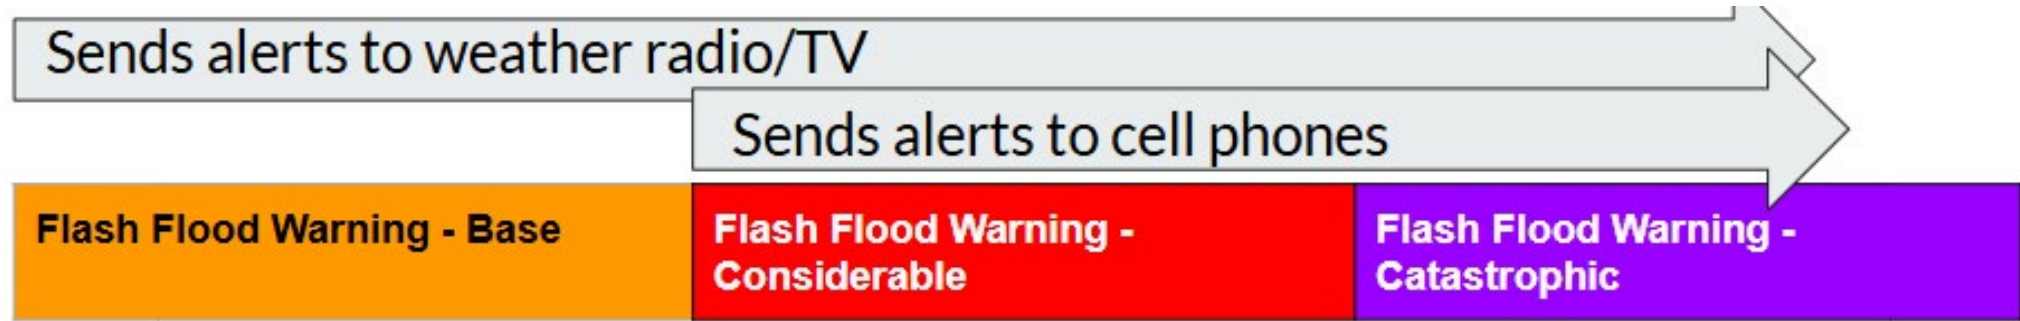 Sends alerts to weather radio/TV
Sends alerts to cell phones
Flash Flood Warning - Base
Flash Flood Warning -
Considerable
Flash Flood Warning -
Catastrophic